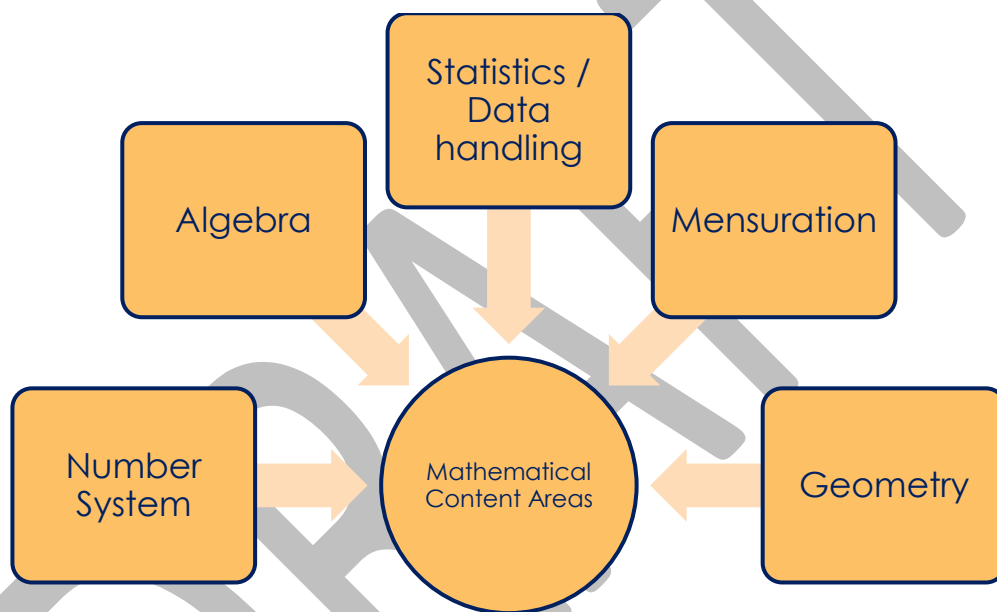 Statistics /
Data
handling
Algebra
Mensuration
Number
System
Mathematical
Content Areas
Geometry